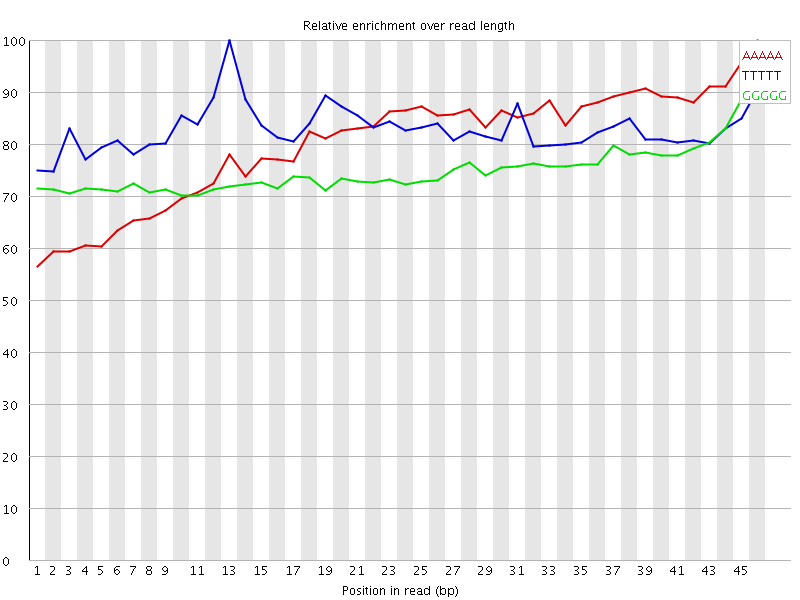 Relative enrichment over read length
100
90
80
70
60
50
40
30
20
10
0
AAAAA
TTTTT
GGGGG
1 2 3 4 5 6 7 8 9 11 13 15 17 19 21 23 25 27 29 31 33 35 37 39 41 43 45
Position in read (bp)